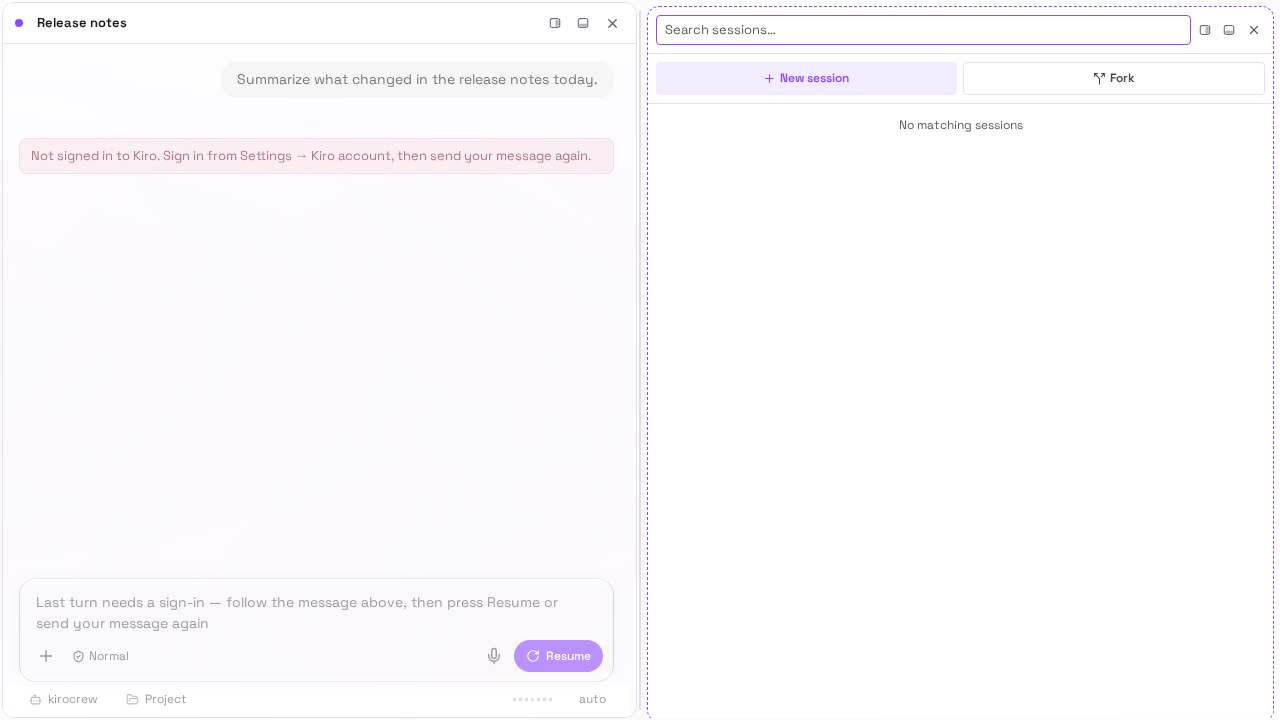 Release notes
Summarize what changed in the release notes today.
Not signed in to Kiro. Sign in from Settings → Kiro account, then send your message again.
Last turn needs a sign-in — follow the message above, then press Resume or
send your message again
Normal
Resume
kirocrew
Project
auto
Search sessions…
New session
Fork
No matching sessions